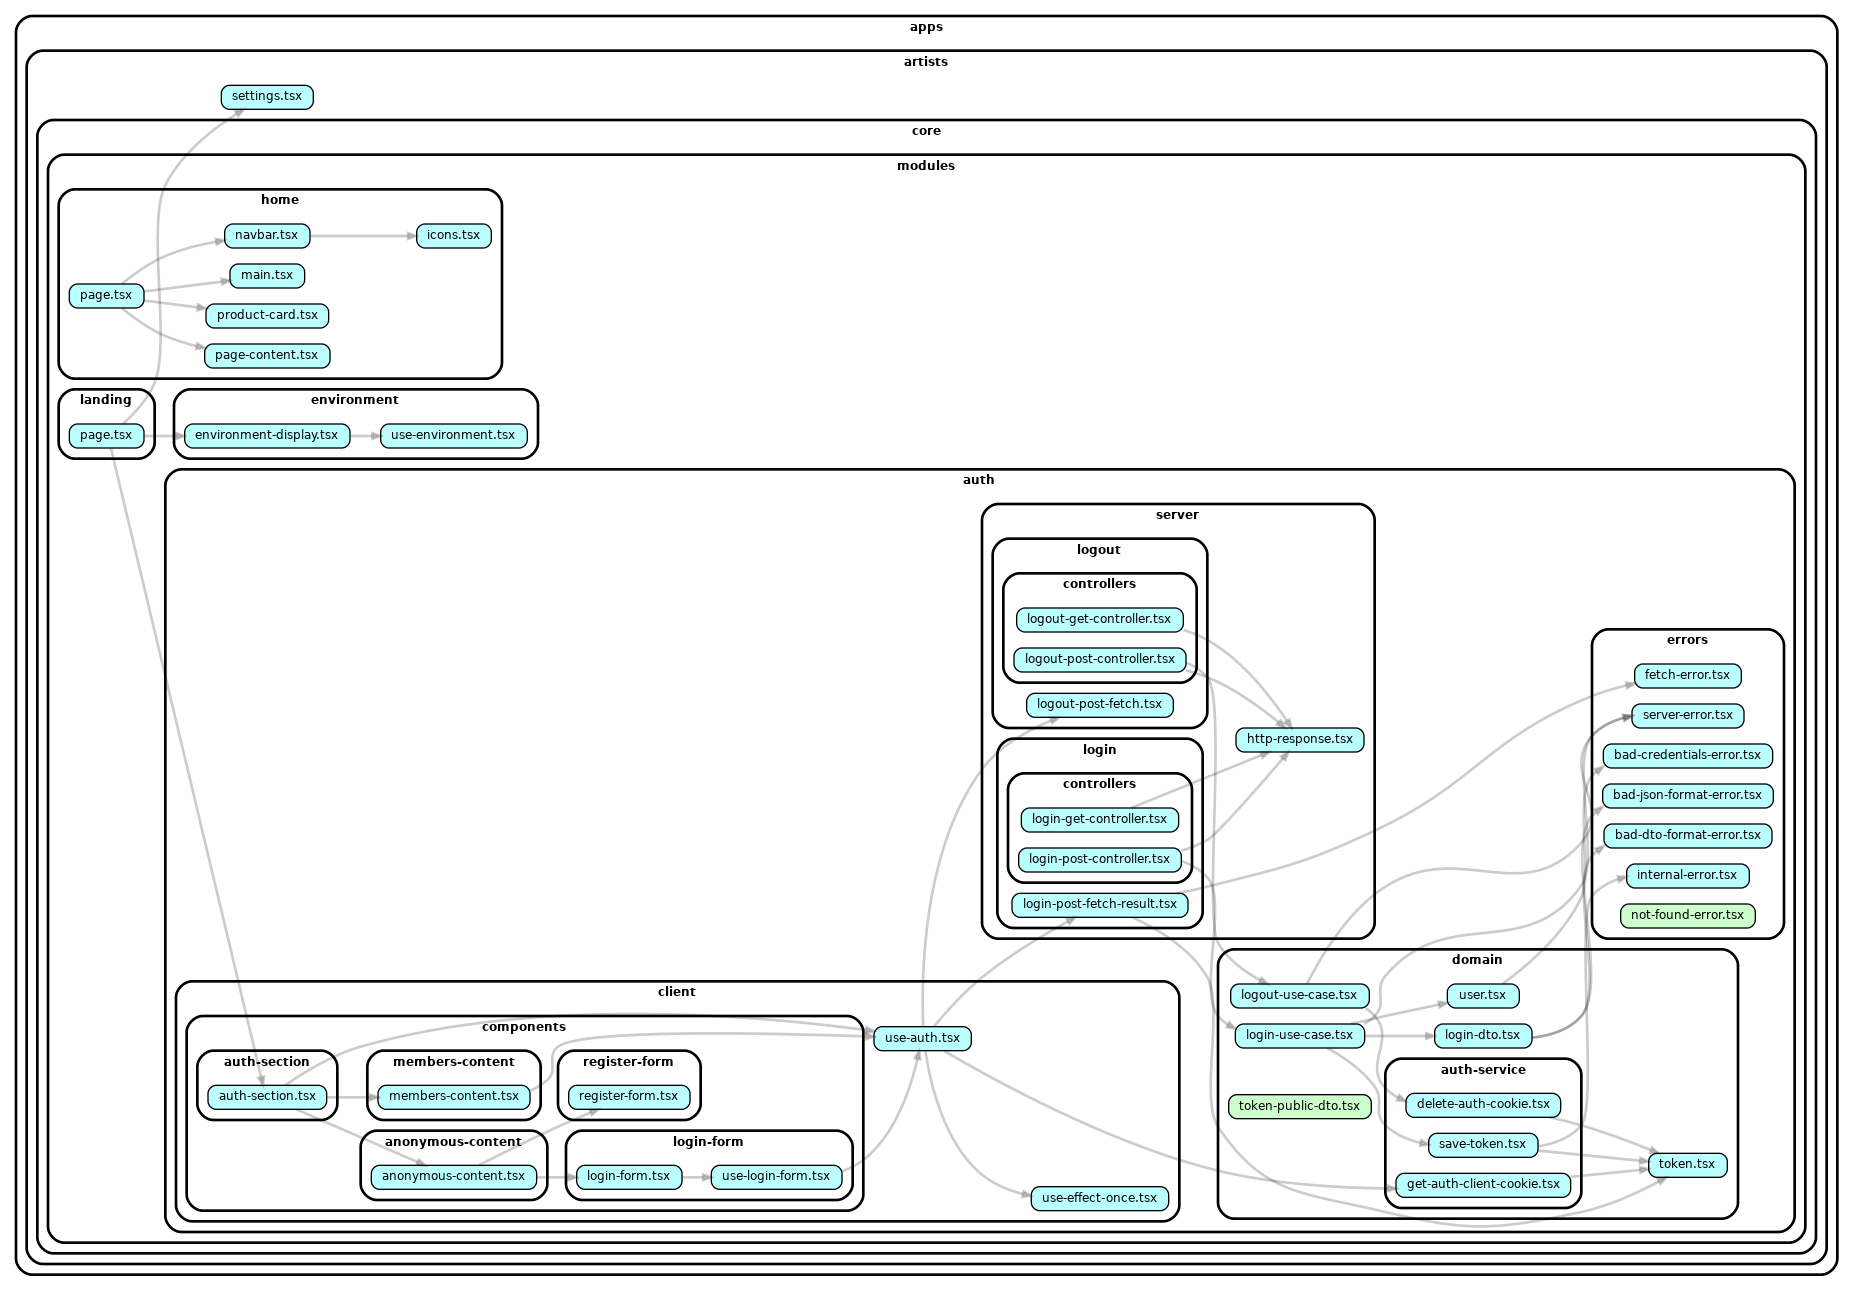 apps
artists
settings.tsx
core
modules
home
navbar.tsx
icons.tsx
main.tsx
page.tsx
product-card.tsx
page-content.tsx
landing
page.tsx
environment
environment-display.tsx
use-environment.tsx
auth
server
logout
controllers
logout-get-controller.tsx
logout-post-controller.tsx
logout-post-fetch.tsx
http-response.tsx
login
controllers
login-get-controller.tsx
login-post-controller.tsx
login-post-fetch-result.tsx
errors
fetch-error.tsx
server-error.tsx
bad-credentials-error.tsx
bad-json-format-error.tsx
bad-dto-format-error.tsx
internal-error.tsx
not-found-error.tsx
client
components
use-auth.tsx
auth-section
auth-section.tsx
members-content
members-content.tsx
register-form
register-form.tsx
anonymous-content
anonymous-content.tsx
login-form
login-form.tsx
use-login-form.tsx
use-effect-once.tsx
domain
logout-use-case.tsx
user.tsx
login-use-case.tsx
login-dto.tsx
token-public-dto.tsx
auth-service
delete-auth-cookie.tsx
save-token.tsx
get-auth-client-cookie.tsx
token.tsx